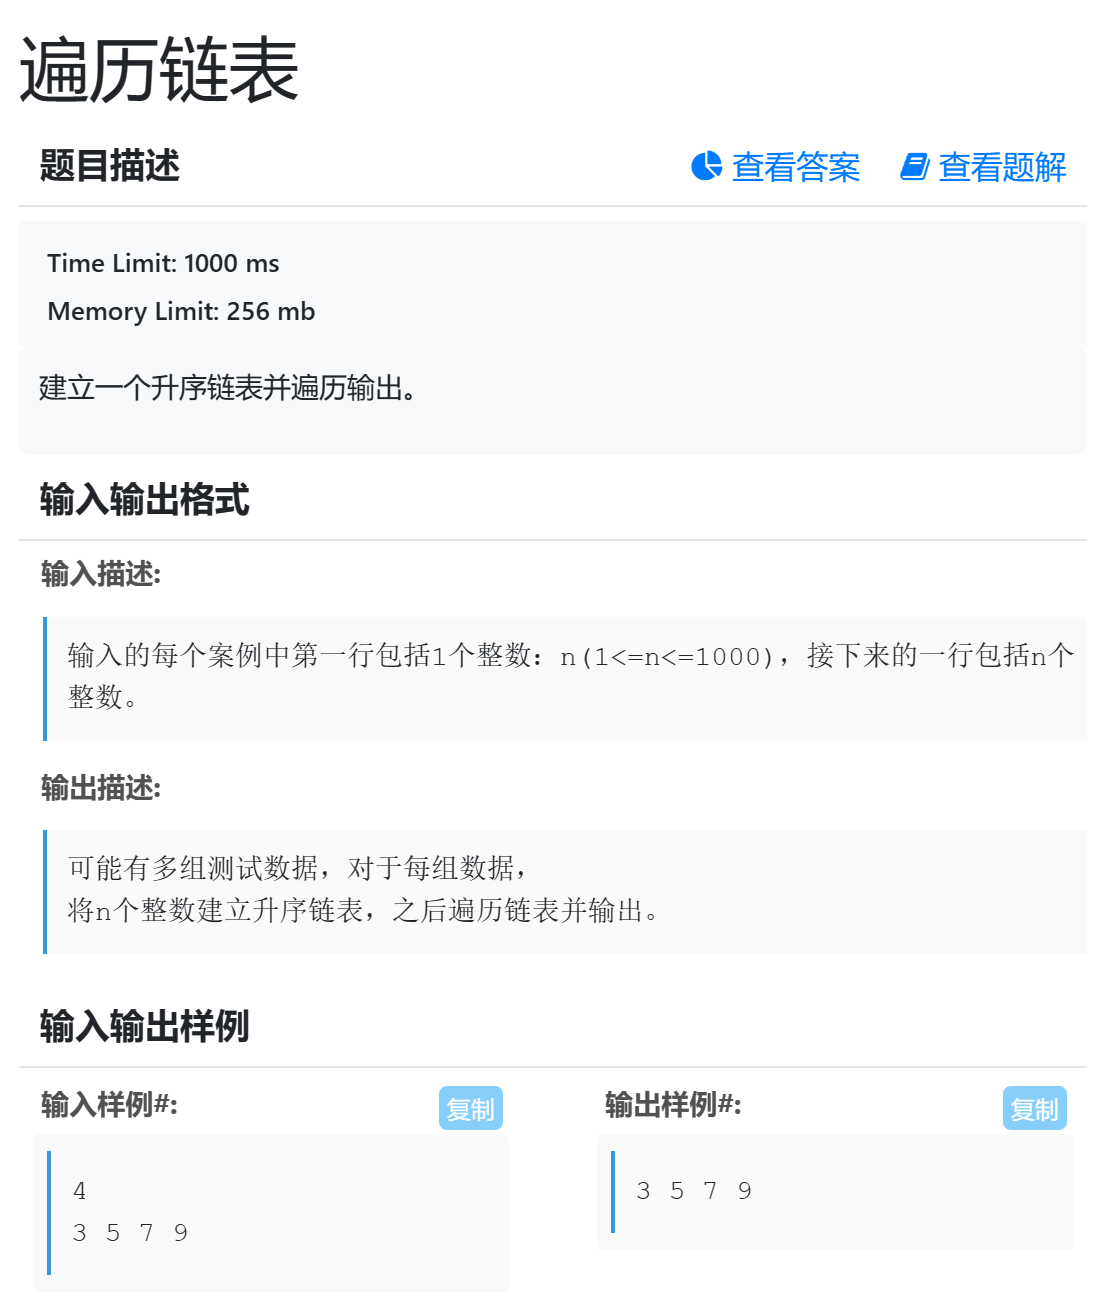 遍历链表
题目描述 查看答案 查看题解
Time Limit: 1000 ms
Memory Limit: 256 mb
建立一个升序链表并遍历输出。
输入输出格式
输入描述:
输入的每个案例中第一行包括1个整数：n(1<=n<=1000)，接下来的一行包括n个
整数。
输出描述:
可能有多组测试数据，对于每组数据，
将n个整数建立升序链表，之后遍历链表并输出。
输入输出样例
输入样例#: 复制
4
3 5 7 9
输出样例#: 复制
3 5 7 9